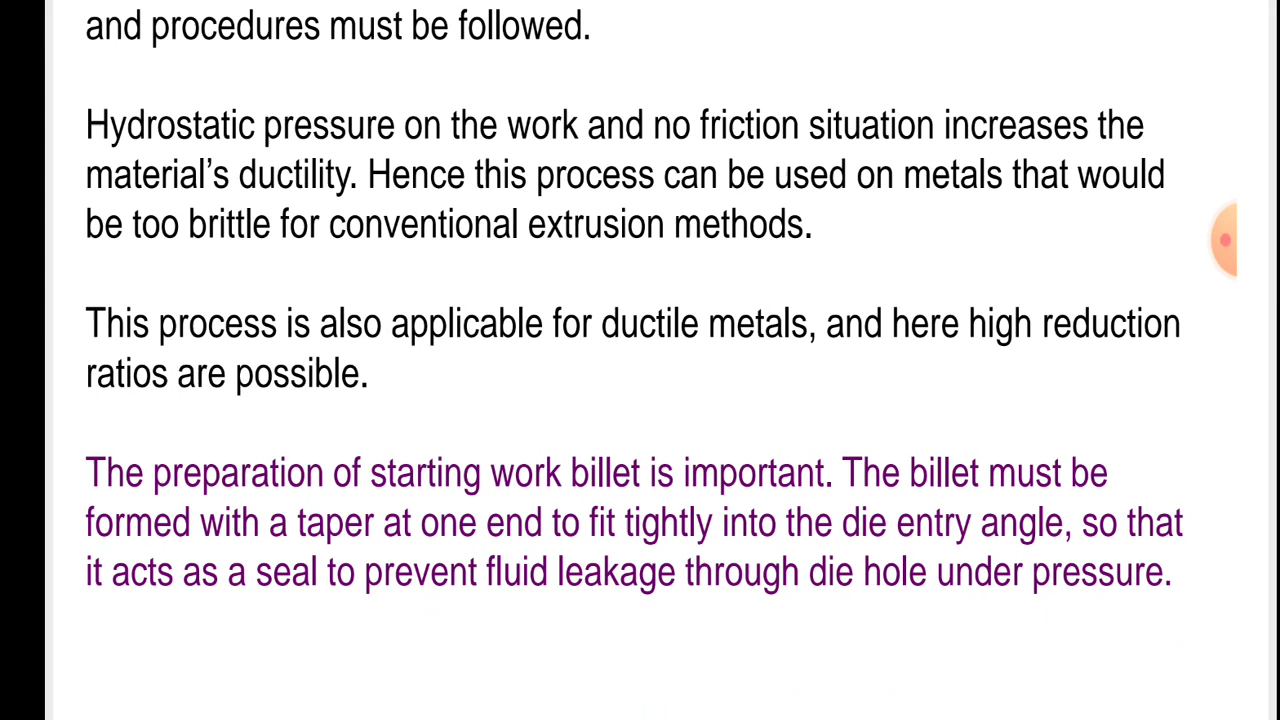 and procedures must be followed.
Hydrostatic pressure on the work and no friction situation increases the
material’s ductility. Hence this process can be used on metals that would
be too brittle for conventional extrusion methods.
This process is also applicable for ductile metals, and here high reduction
ratios are possible.
The preparation of starting work billet is important. The billet must be
formed with a taper at one end to fit tightly into the die entry angle, so that
it acts as a seal to prevent fluid leakage through die hole under pressure.